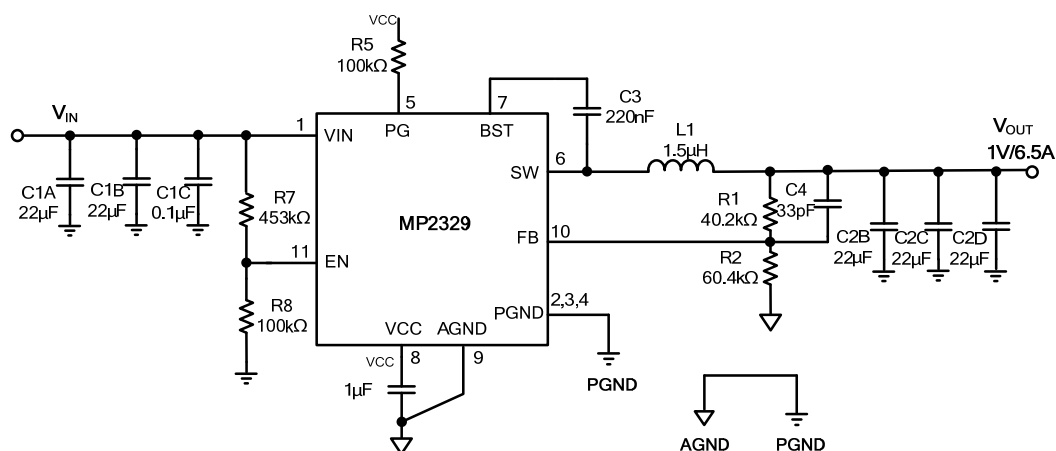 VCC
R5
100kΩ
5
7
C3
220nF
V_IN
1
VIN
PG
BST
L1
1.5µH
V_OUT
1V/6.5A
6
SW
C1A
22µF
C1B
22µF
C1C
0.1µF
R7
453kΩ
MP2329
R1
40.2kΩ
C4
33pF
FB
10
R2
60.4kΩ
C2B
22µF
C2C
22µF
C2D
22µF
11
EN
R8
100kΩ
PGND
2,3,4
VCC
AGND
VCC
8
9
1µF
PGND
AGND
PGND